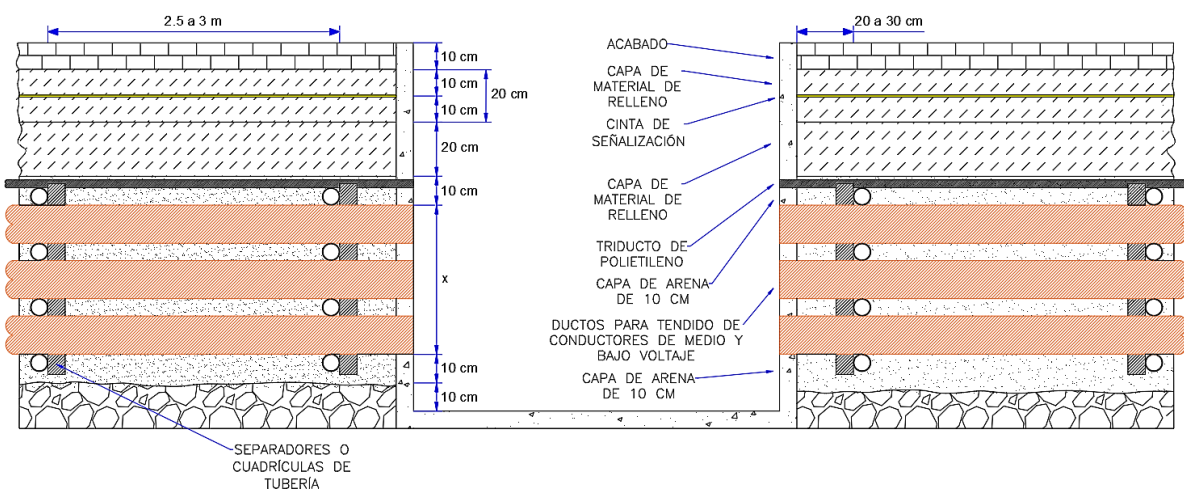 2.5 a 3 m
20 a 30 cm
10 cm
10 cm
10 cm
20 cm
20 cm
10 cm
x
10 cm
10 cm
ACABADO
CAPA DE
MATERIAL DE
RELLENO
CINTA DE
SEÑALIZACIÓN
CAPA DE
MATERIAL DE
RELLENO
TRIDUCTO DE
POLIETILENO
CAPA DE ARENA
DE 10 CM
DUCTOS PARA TENDIDO DE
CONDUCTORES DE MEDIO Y
BAJO VOLTAJE
CAPA DE ARENA
DE 10 CM
SEPARADORES O
CUADRÍCULAS DE
TUBERÍA